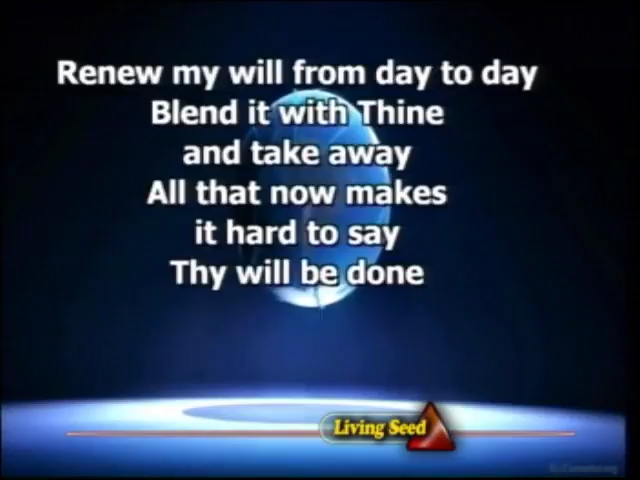 Renew my will from day to day
Blend it with Thine
and take away
All that now makes
it hard to say
Thy will be done
Living Seed